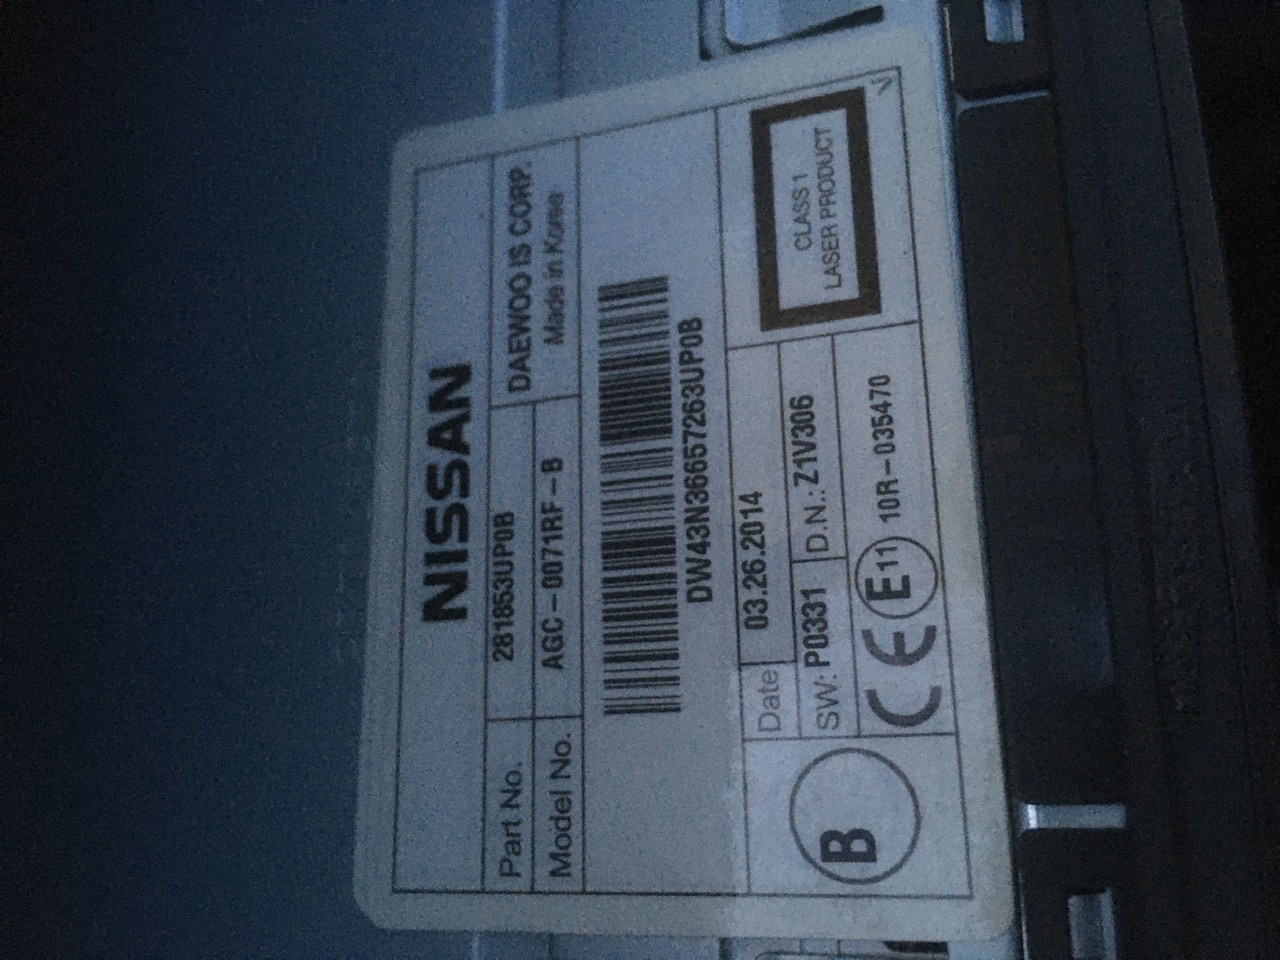 NISSAN
Part No. 281853UP0B
DAEWOO IS CORP.
Model No. AGC-0071RF-B
Made in Korea
DW43N36657263UP0B
B
Date 03.26.2014
SW: P0331 D.N.: Z1V306
CE E11 10R-035470
CLASS 1
LASER PRODUCT